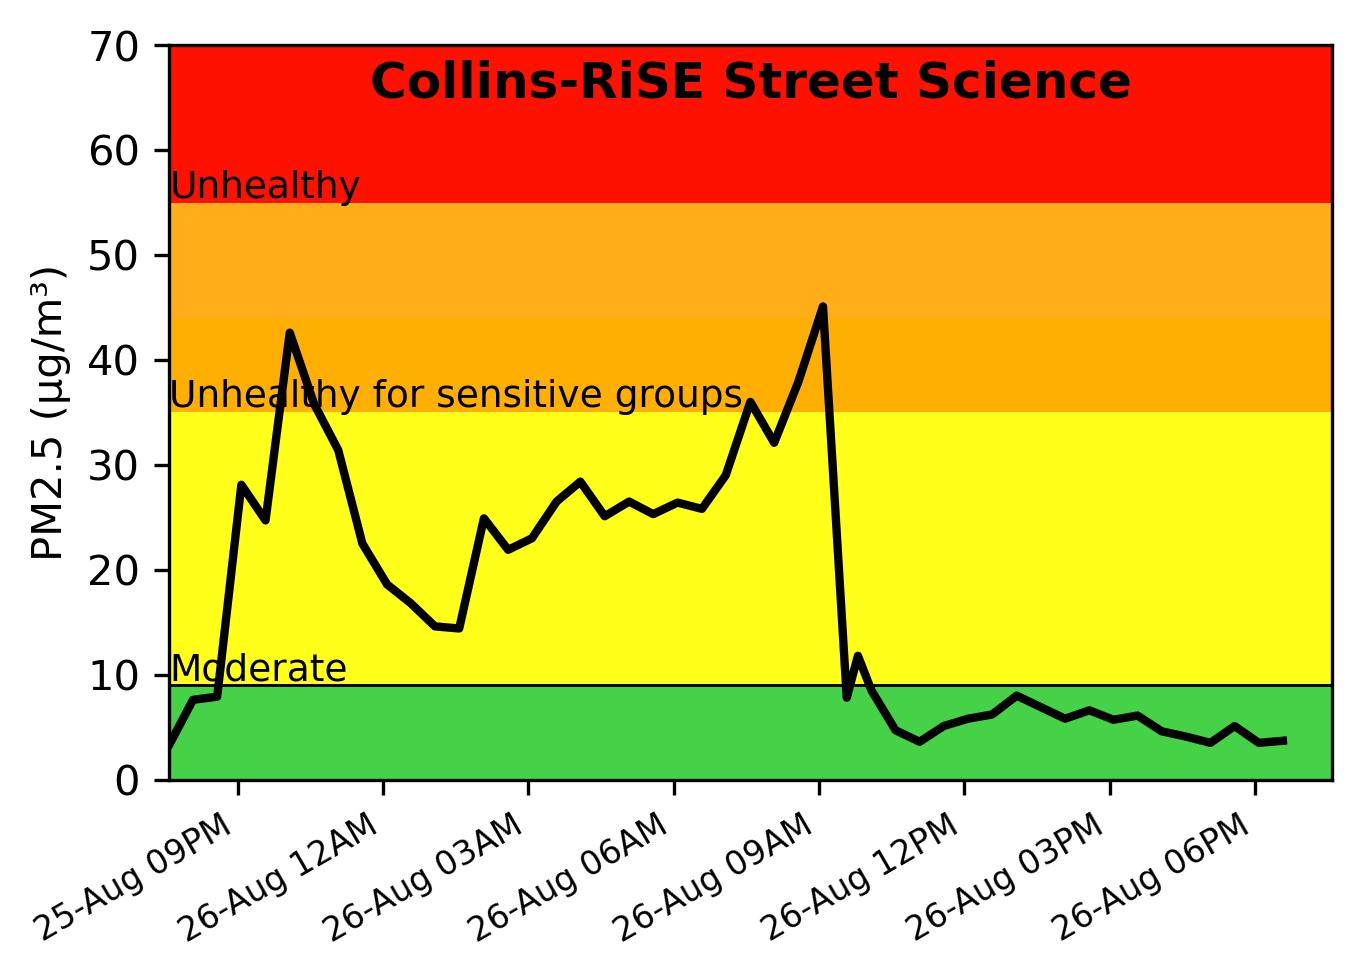 Collins-RiSE Street Science
70
60
Unhealthy
50
40
Unhealthy for sensitive groups
30
20
10
Moderate
0
PM2.5 (µg/m³)
25-Aug 09PM
26-Aug 12AM
26-Aug 03AM
26-Aug 06AM
26-Aug 09AM
26-Aug 12PM
26-Aug 03PM
26-Aug 06PM